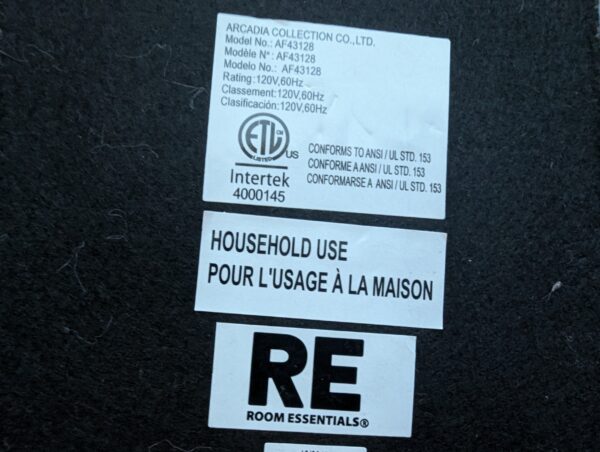 ARCADIA COLLECTION CO.,LTD.
Model No.: AF43128
Modèle N°: AF43128
Modelo No.: AF43128
Rating:120V,60Hz
Classement:120V,60Hz
Clasificación:120V,60Hz
ETL CM
LISTED US
Intertek
4000145
CONFORMS TO ANSI / UL STD. 153
CONFORME A ANSI / UL STD. 153
CONFORMARSE A ANSI / UL STD. 153
HOUSEHOLD USE
POUR L'USAGE À LA MAISON
RE
ROOM ESSENTIALS®